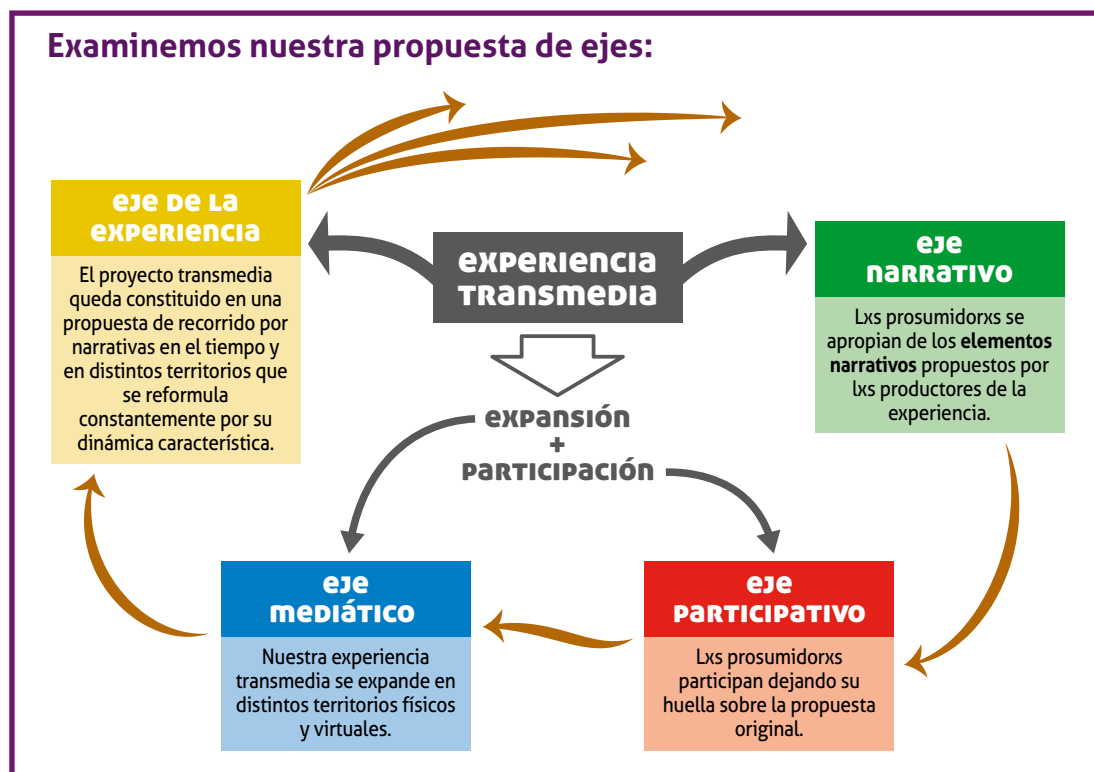 Examinemos nuestra propuesta de ejes:
eje de la
experiencia
El proyecto transmedia
queda constituido en una
propuesta de recorrido por
narrativas en el tiempo y
en distintos territorios que
se reformula
constantemente por su
dinámica característica.
experiencia
transmedia
eje
narrativo
Lxs prosumidorxs se
apropian de los elementos
narrativos propuestos por
lxs productores de la
experiencia.
expansión
+
participación
eje
mediático
Nuestra experiencia
transmedia se expande en
distintos territorios físicos
y virtuales.
eje
participativo
Lxs prosumidorxs
participan dejando su
huella sobre la propuesta
original.